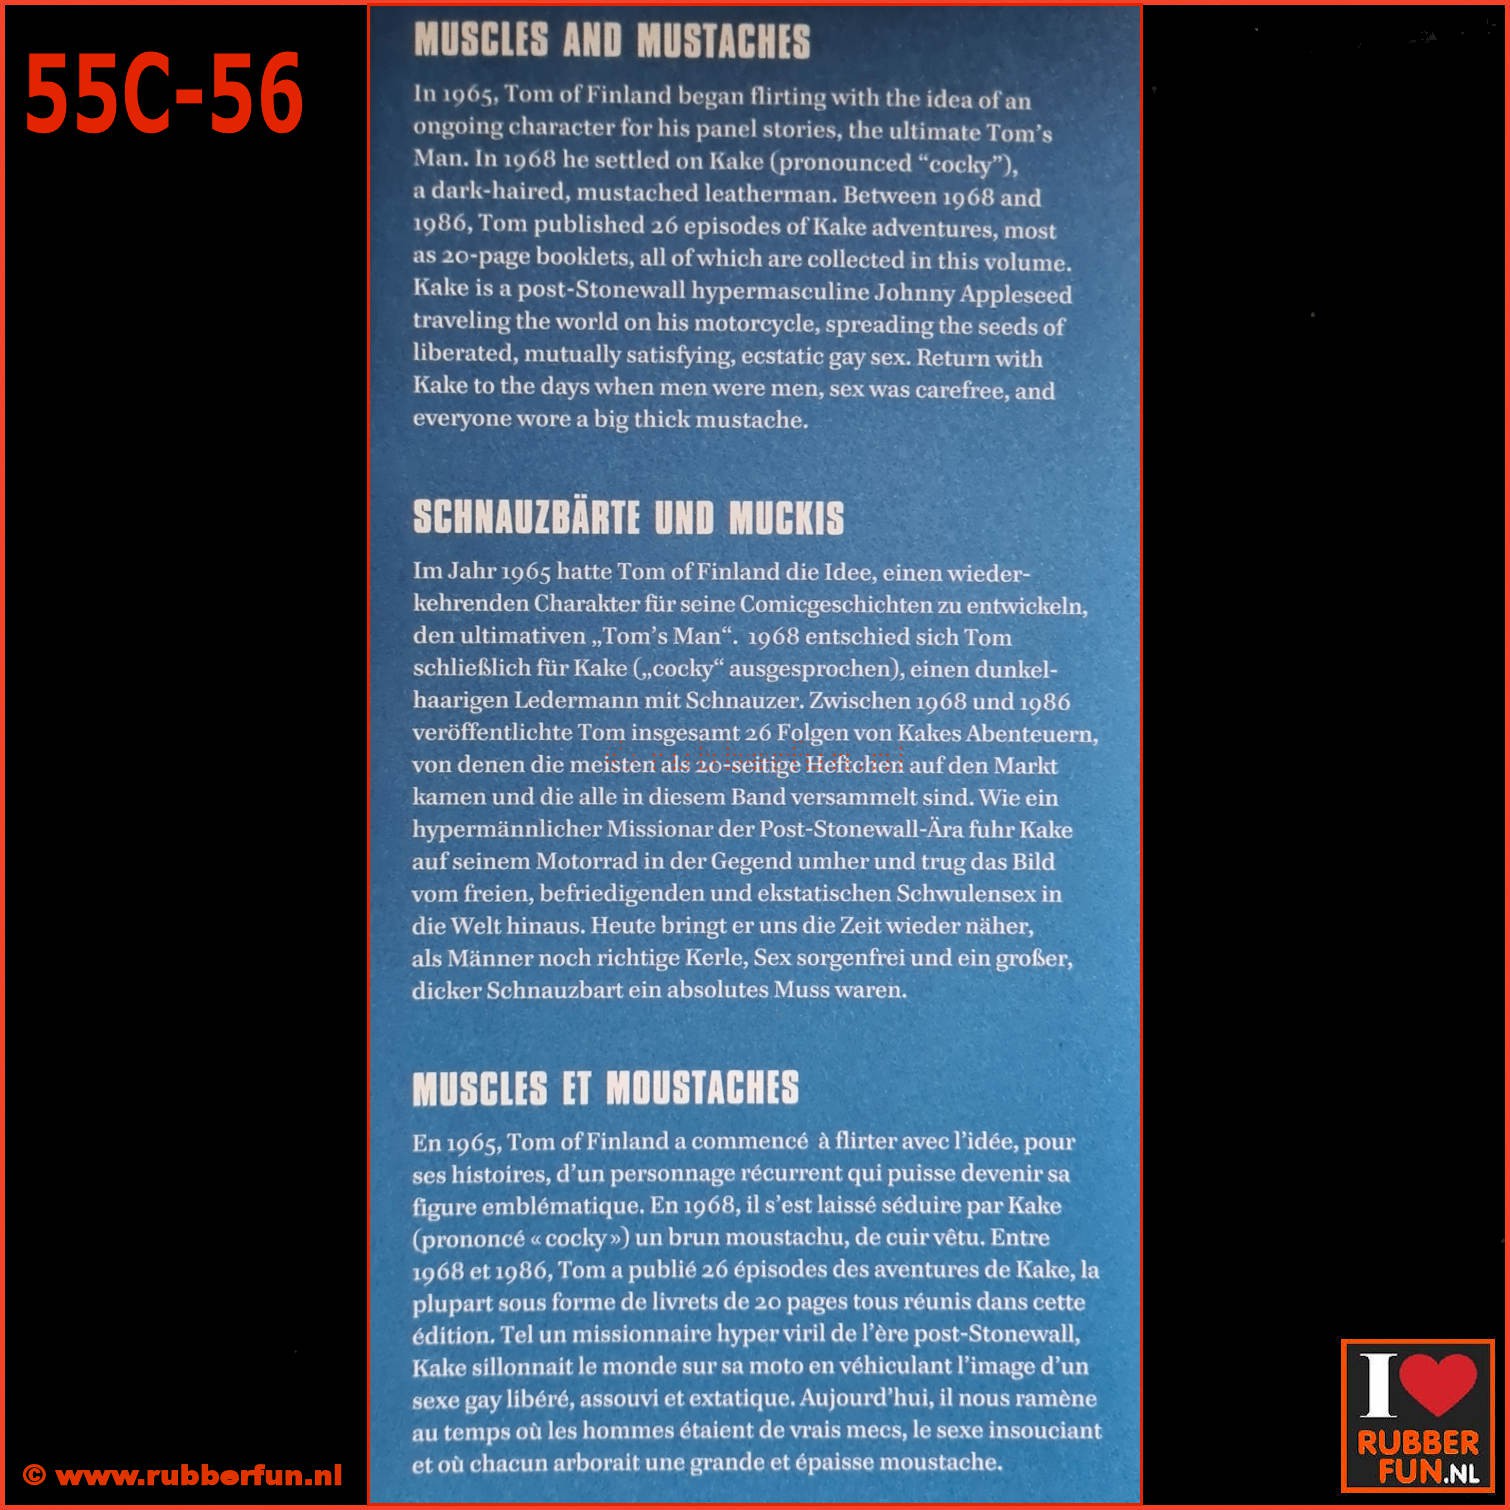 55C-56
MUSCLES AND MUSTACHES
In 1965, Tom of Finland began flirting with the idea of an
ongoing character for his panel stories, the ultimate Tom’s
Man. In 1968 he settled on Kake (pronounced “cocky”),
a dark-haired, mustached leatherman. Between 1968 and
1986, Tom published 26 episodes of Kake adventures, most
as 20-page booklets, all of which are collected in this volume.
Kake is a post-Stonewall hypermasculine Johnny Appleseed
traveling the world on his motorcycle, spreading the seeds of
liberated, mutually satisfying, ecstatic gay sex. Return with
Kake to the days when men were men, sex was carefree, and
everyone wore a big thick mustache.
SCHNAUZBÄRTE UND MUCKIS
Im Jahr 1965 hatte Tom of Finland die Idee, einen wieder-
kehrenden Charakter für seine Comicgeschichten zu entwickeln,
den ultimativen „Tom’s Man“. 1968 entschied sich Tom
schließlich für Kake („cocky“ ausgesprochen), einen dunkel-
haarigen Ledermann mit Schnauzer. Zwischen 1968 und 1986
veröffentlichte Tom insgesamt 26 Folgen von Kakes Abenteuern,
von denen die meisten als 20-seitige Heftchen auf den Markt
kamen und die alle in diesem Band versammelt sind. Wie ein
hypermännlicher Missionar der Post-Stonewall-Ära fuhr Kake
auf seinem Motorrad in der Gegend umher und trug das Bild
vom freien, befriedigenden und ekstatischen Schwulensex in
die Welt hinaus. Heute bringt er uns die Zeit wieder näher,
als Männer noch richtige Kerle, Sex sorgenfrei und ein großer,
dicker Schnauzbart ein absolutes Muss waren.
MUSCLES ET MOUSTACHES
En 1965, Tom of Finland a commencé à flirter avec l’idée, pour
ses histoires, d’un personnage récurrent qui puisse devenir sa
figure emblématique. En 1968, il s’est laissé séduire par Kake
(prononcé « cocky ») un brun moustachu, de cuir vêtu. Entre
1968 et 1986, Tom a publié 26 épisodes des aventures de Kake, la
plupart sous forme de livrets de 20 pages tous réunis dans cette
édition. Tel un missionnaire hyper viril de l’ère post-Stonewall,
Kake sillonnait le monde sur sa moto en véhiculant l’image d’un
sexe gay libéré, assouvi et extatique. Aujourd’hui, il nous ramène
au temps où les hommes étaient de vrais mecs, le sexe insouciant
et où chacun arborait une grande et épaisse moustache.
© www.rubberfun.nl
I
RUBBER
FUN.NL